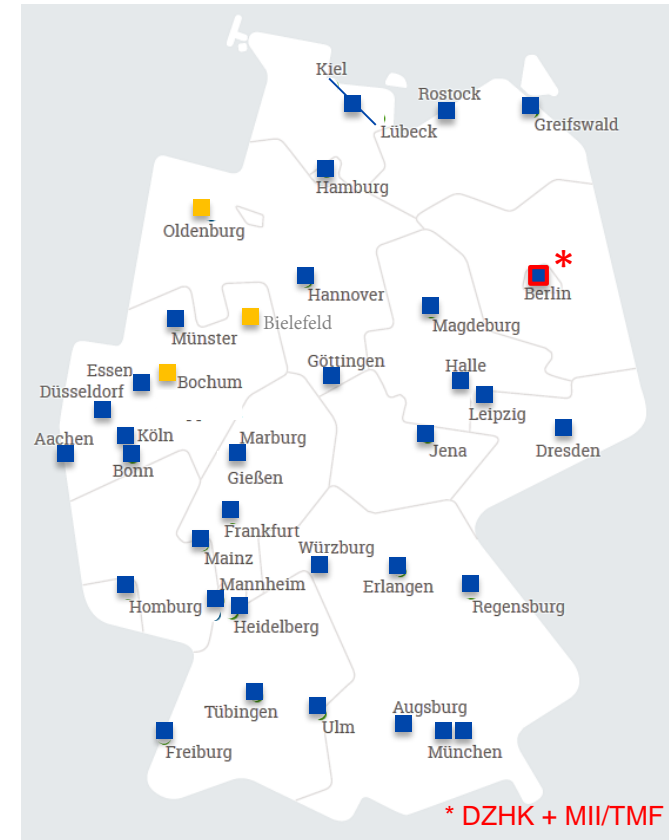 Kiel
Rostock
Lübeck
Greifswald
Hamburg
Oldenburg
*
Berlin
Hannover
Magdeburg
Bielefeld
Münster
Göttingen
Halle
Essen
Bochum
Düsseldorf
Leipzig
Aachen
Köln
Marburg
Jena
Dresden
Bonn
Gießen
Frankfurt
Würzburg
Mainz
Mannheim
Erlangen
Homburg
Regensburg
Heidelberg
Tübingen
Augsburg
Ulm
Freiburg
München
* DZHK + MII/TMF